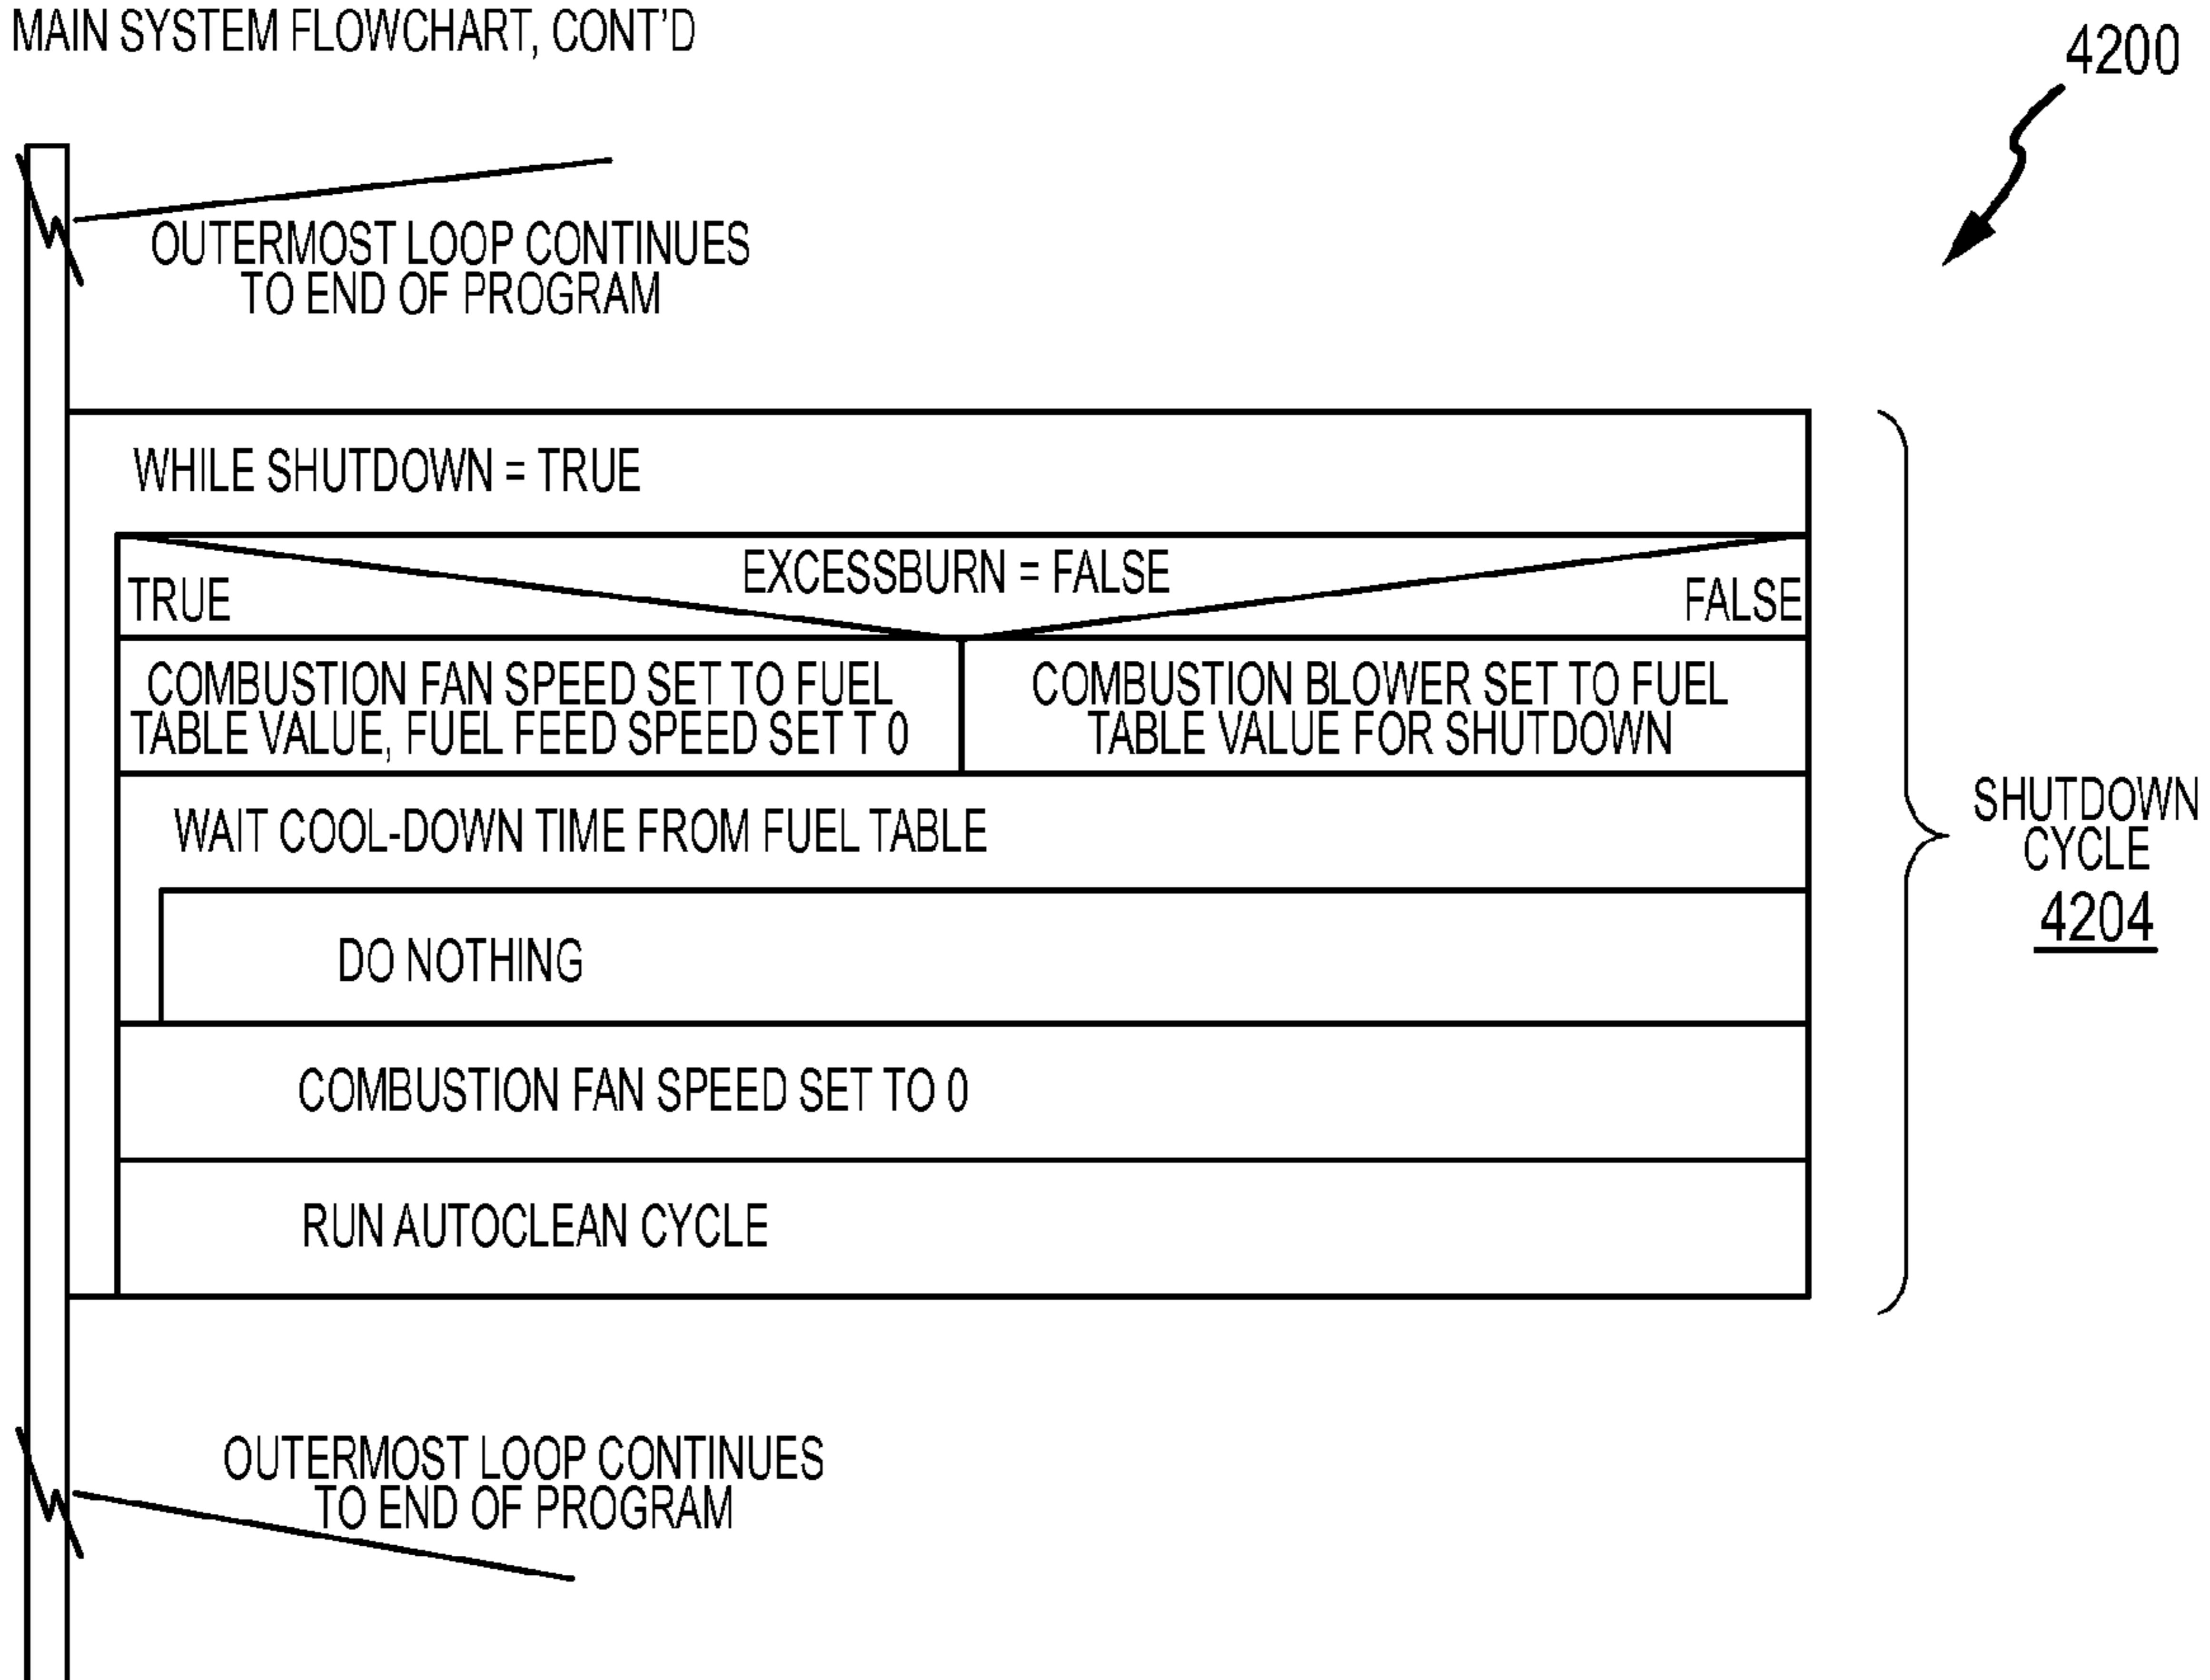 MAIN SYSTEM FLOWCHART, CONT'D
4200
OUTERMOST LOOP CONTINUES
TO END OF PROGRAM
WHILE SHUTDOWN = TRUE
EXCESSBURN = FALSE
TRUE
FALSE
COMBUSTION FAN SPEED SET TO FUEL
TABLE VALUE, FUEL FEED SPEED SET T 0
COMBUSTION BLOWER SET TO FUEL
TABLE VALUE FOR SHUTDOWN
WAIT COOL-DOWN TIME FROM FUEL TABLE
DO NOTHING
COMBUSTION FAN SPEED SET TO 0
RUN AUTOCLEAN CYCLE
SHUTDOWN
CYCLE
4204
OUTERMOST LOOP CONTINUES
TO END OF PROGRAM